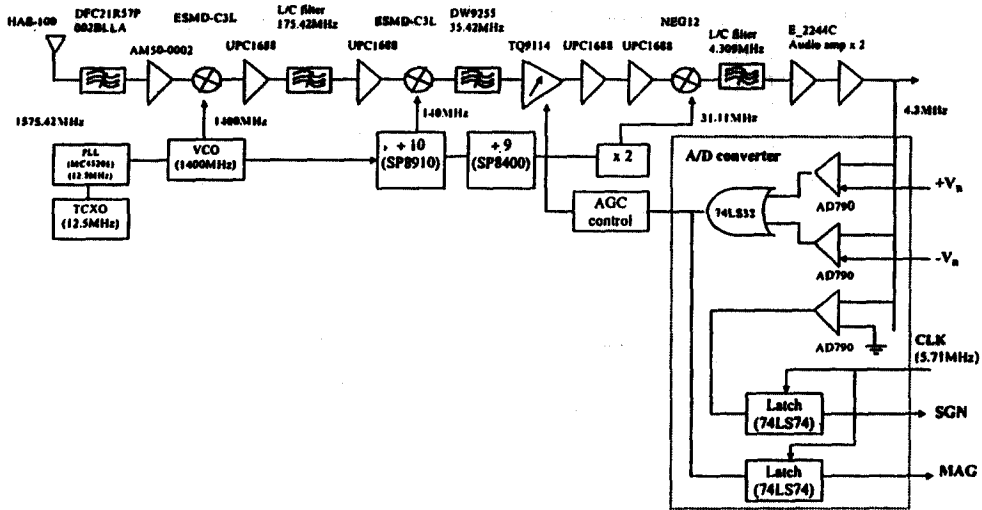 HAB-100
DFC21R57P
002BLLA
AM50-0002
ESMD-C3L
UPC1688
L/C filter
175.42MHz
UPC1688
ESMD-C3L
DW9255
35.42MHz
TQ9114
UPC1688
UPC1688
NEG12
L/C filter
4.309MHz
E_2244C
Audio amp x 2
1575.42MHz
1400MHz
140MHz
31.11MHz
4.3MHz
PLL
(12.5MHz)
VCO
(1400MHz)
÷ 10
(SP8910)
÷ 9
(SP8400)
x 2
TCXO
(12.5MHz)
AGC
control
A/D converter
74LS32
AD790
+Vn
AD790
-Vn
AD790
CLK
(5.71MHz)
Latch
(74LS74)
SGN
Latch
(74LS74)
MAG